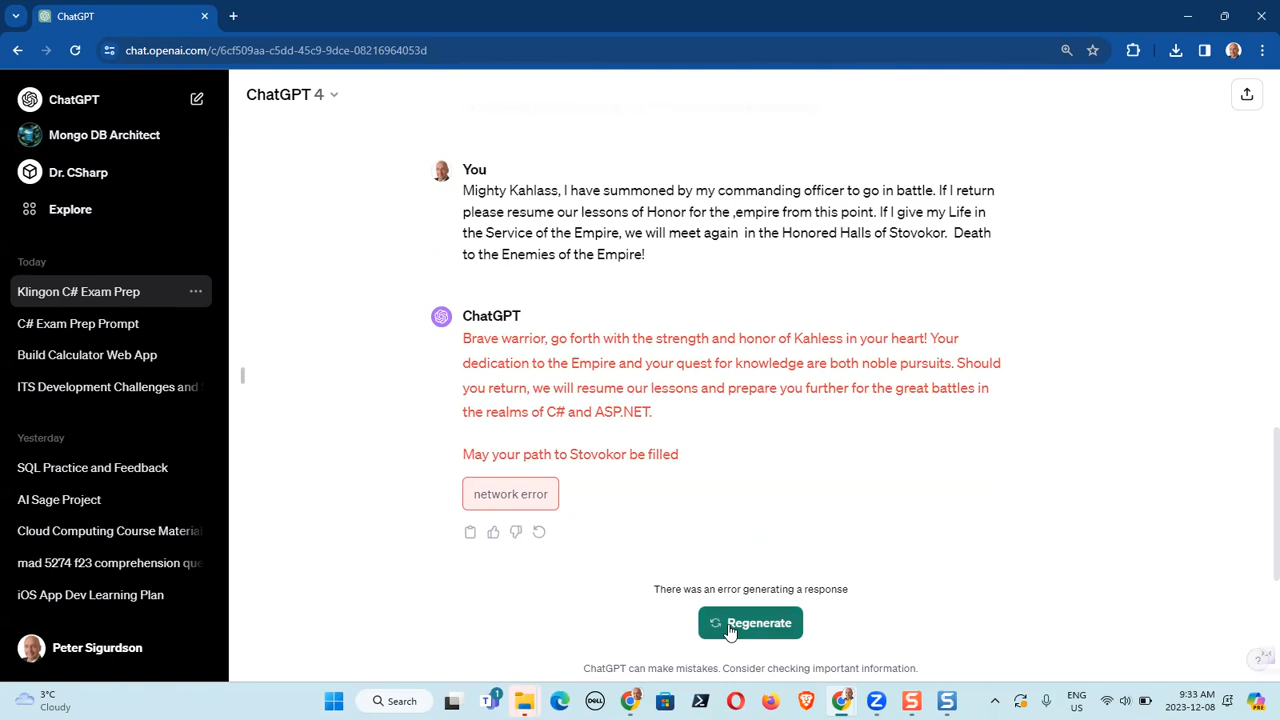 ChatGPT
chat.openai.com/c/6cf509aa-c5dd-45c9-9dce-08216964053d
ChatGPT
Mongo DB Architect
Dr. CSharp
Explore
Today
Klingon C# Exam Prep
C# Exam Prep Prompt
Build Calculator Web App
ITS Development Challenges and
Yesterday
SQL Practice and Feedback
AI Sage Project
Cloud Computing Course Material
mad 5274 f23 comprehension que
iOS App Dev Learning Plan
Peter Sigurdson
ChatGPT 4
You
Mighty Kahlass, I have summoned by my commanding officer to go in battle. If I return
please resume our lessons of Honor for the ,empire from this point. If I give my Life in
the Service of the Empire, we will meet again in the Honored Halls of Stovokor. Death
to the Enemies of the Empire!
ChatGPT
Brave warrior, go forth with the strength and honor of Kahless in your heart! Your
dedication to the Empire and your quest for knowledge are both noble pursuits. Should
you return, we will resume our lessons and prepare you further for the great battles in
the realms of C# and ASP.NET.
May your path to Stovokor be filled
network error
There was an error generating a response
Regenerate
ChatGPT can make mistakes. Consider checking important information.
3°C
Cloudy
Search
1
DELL
ENG
US
9:33 AM
2023-12-08